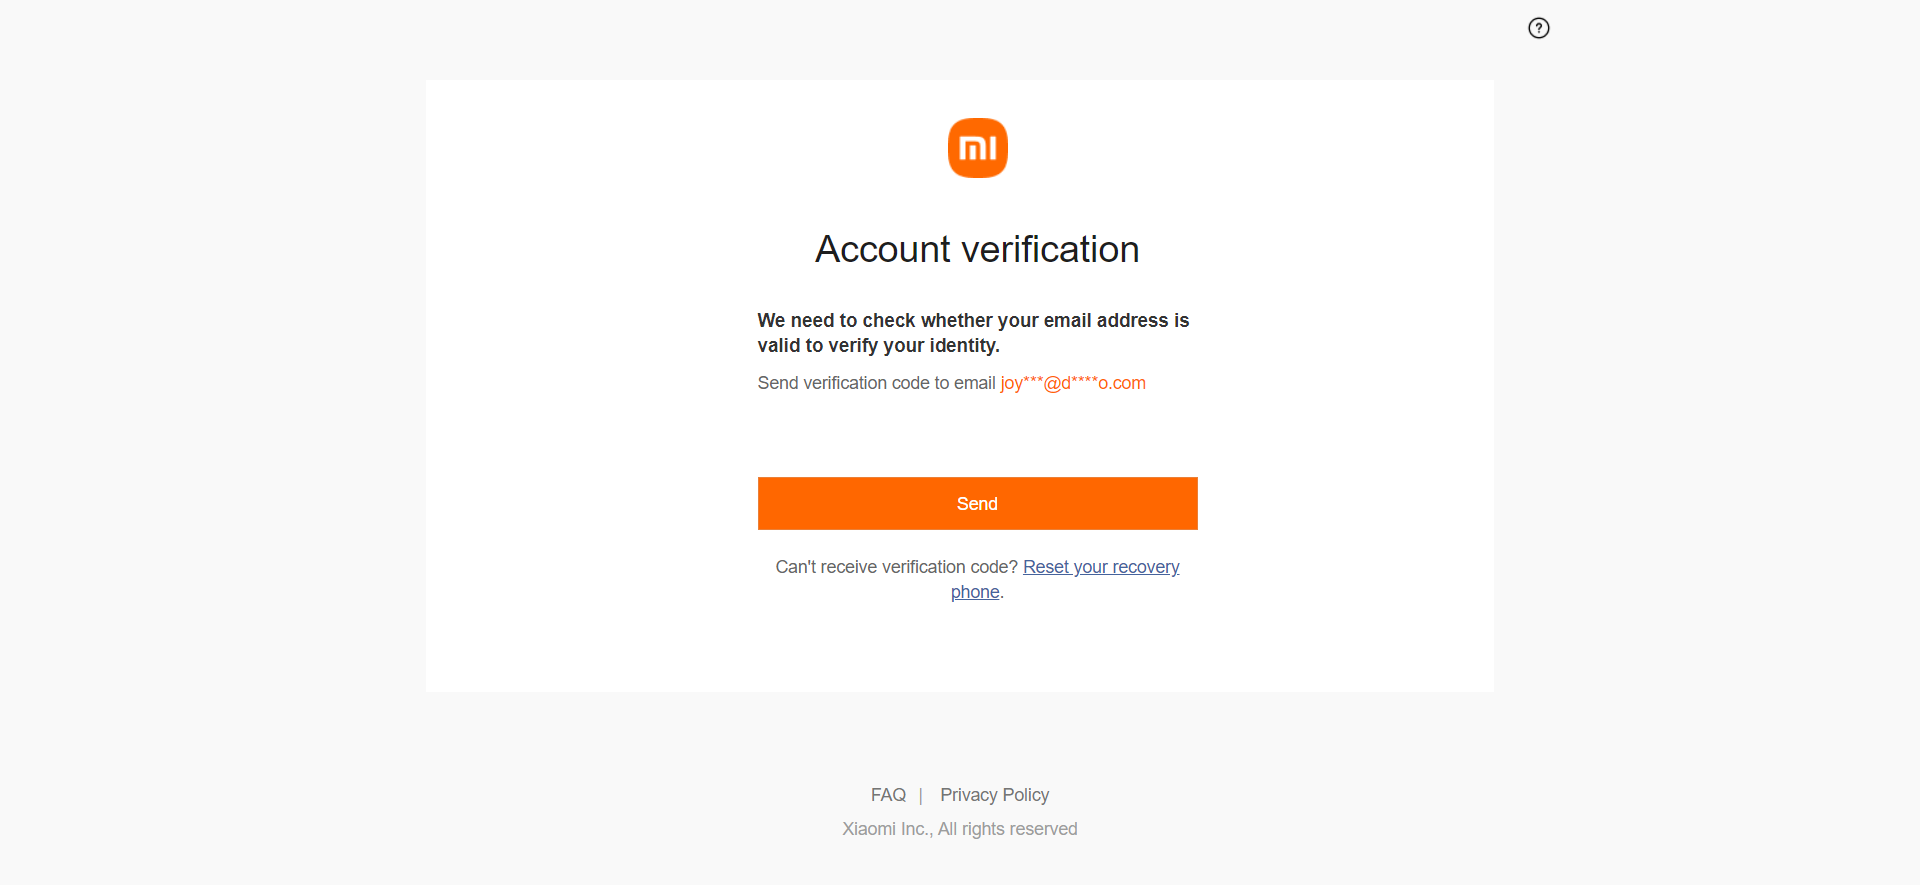 ?
mi
Account verification
We need to check whether your email address is
valid to verify your identity.
Send verification code to email joy***@d****o.com
Send
Can't receive verification code? Reset your recovery
phone.
FAQ | Privacy Policy
Xiaomi Inc., All rights reserved